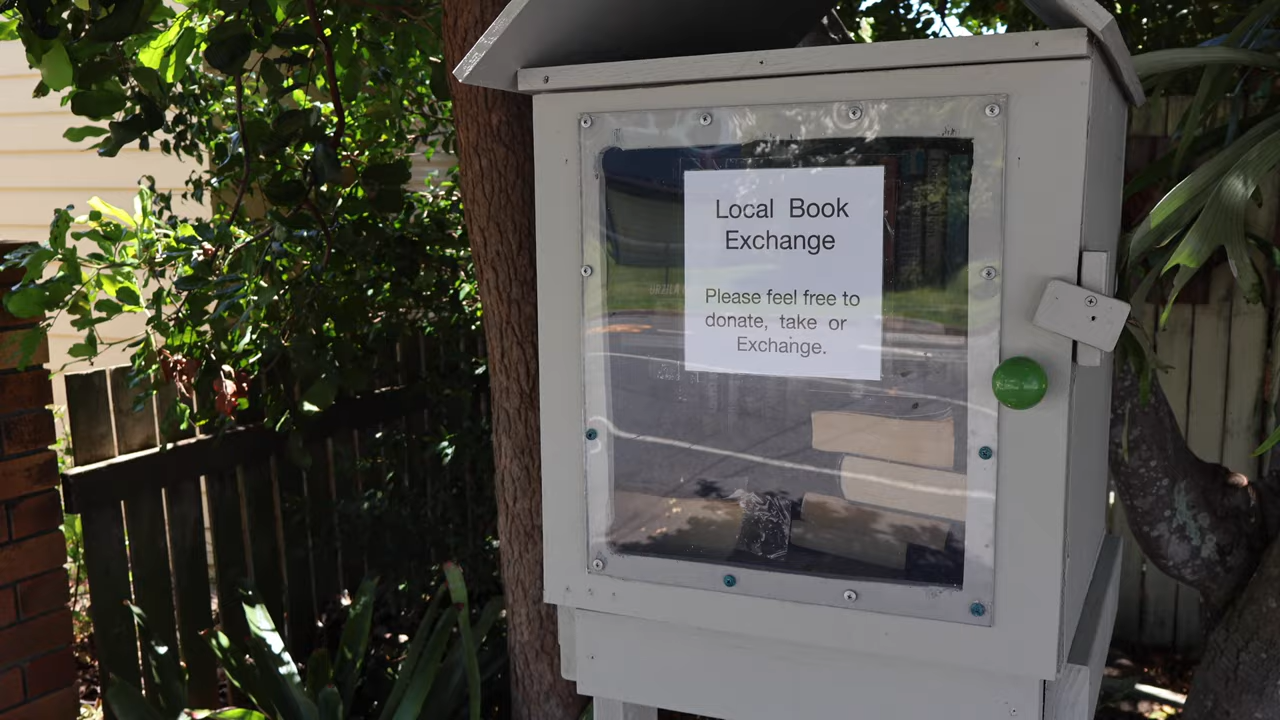 Local Book
Exchange
Please feel free to
donate, take or
Exchange.